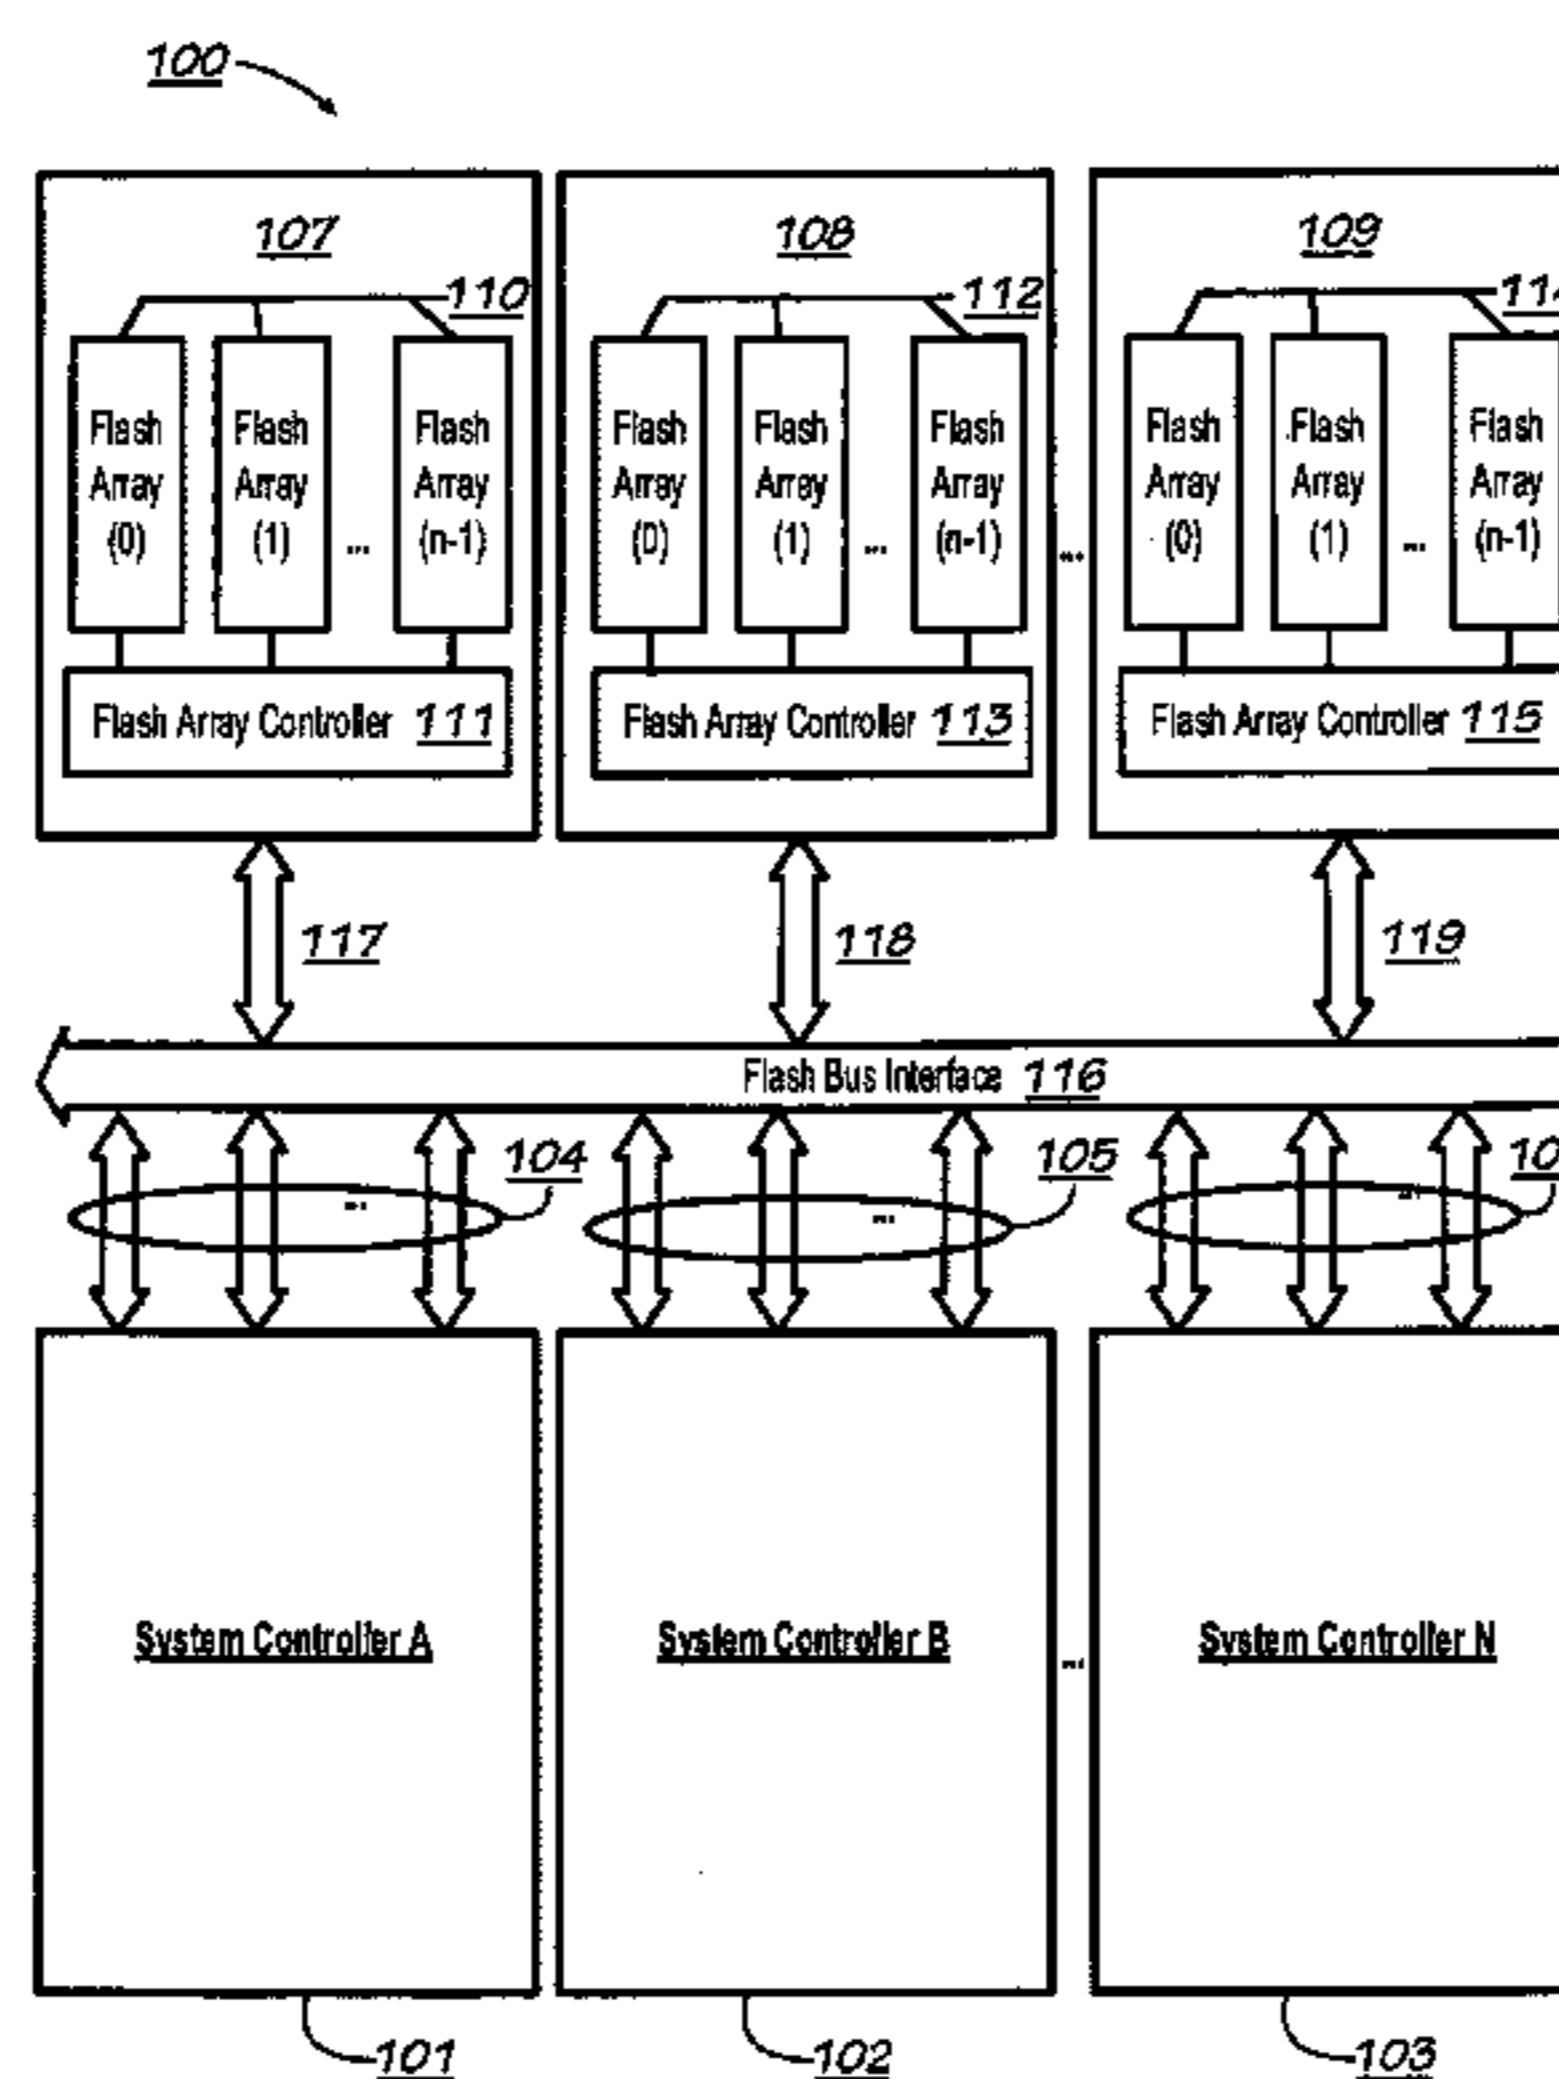 100
107
108
109
110
112
Flash Array (0)
Flash Array (1)
...
Flash Array (n-1)
Flash Array (0)
Flash Array (1)
...
Flash Array (n-1)
...
Flash Array (0)
Flash Array (1)
...
Flash Array (n-1)
Flash Array Controller 111
Flash Array Controller 113
Flash Array Controller 115
117
118
119
Flash Bus Interface 116
104
105
...
...
...
System Controller A
System Controller B
...
System Controller N
101
102
103